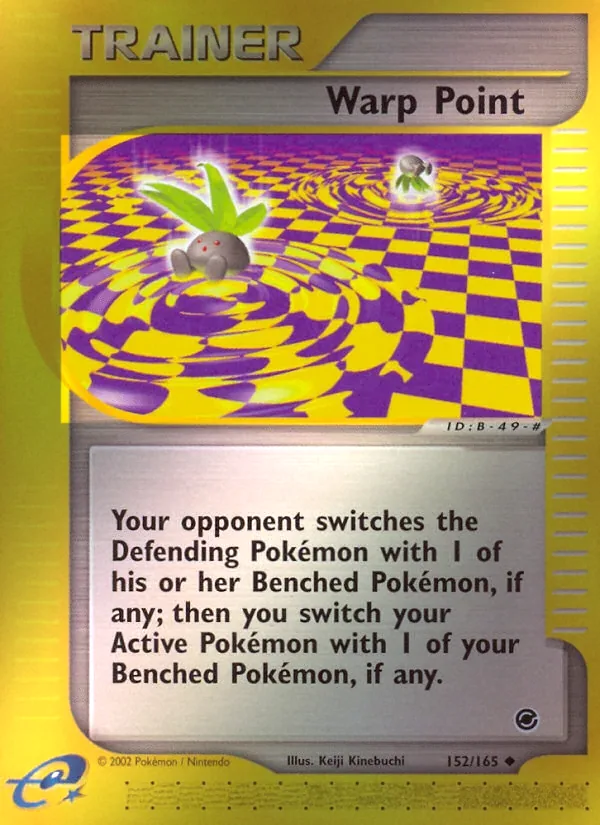 TRAINER
Warp Point
ID:B-49-#
Your opponent switches the
Defending Pokémon with 1 of
his or her Benched Pokémon, if
any; then you switch your
Active Pokémon with 1 of your
Benched Pokémon, if any.
© 2002 Pokémon / Nintendo Illus. Keiji Kinebuchi 152/165 ◆
e